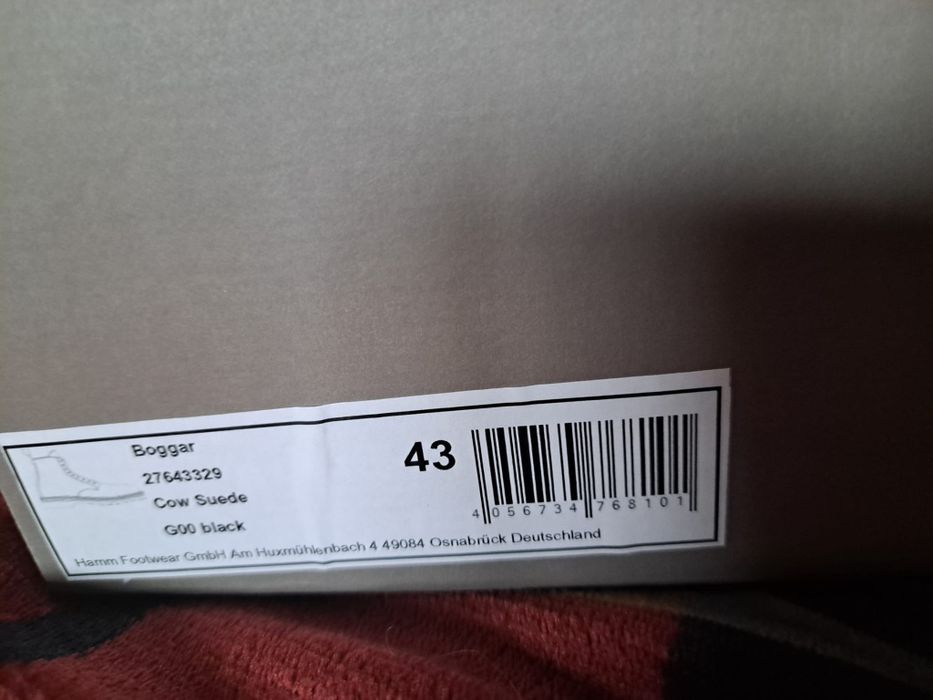 Boggar
27643329
Cow Suede
G00 black
43
4 056734 768101
Hamm Footwear GmbH Am Huxmühlenbach 4 49084 Osnabrück Deutschland